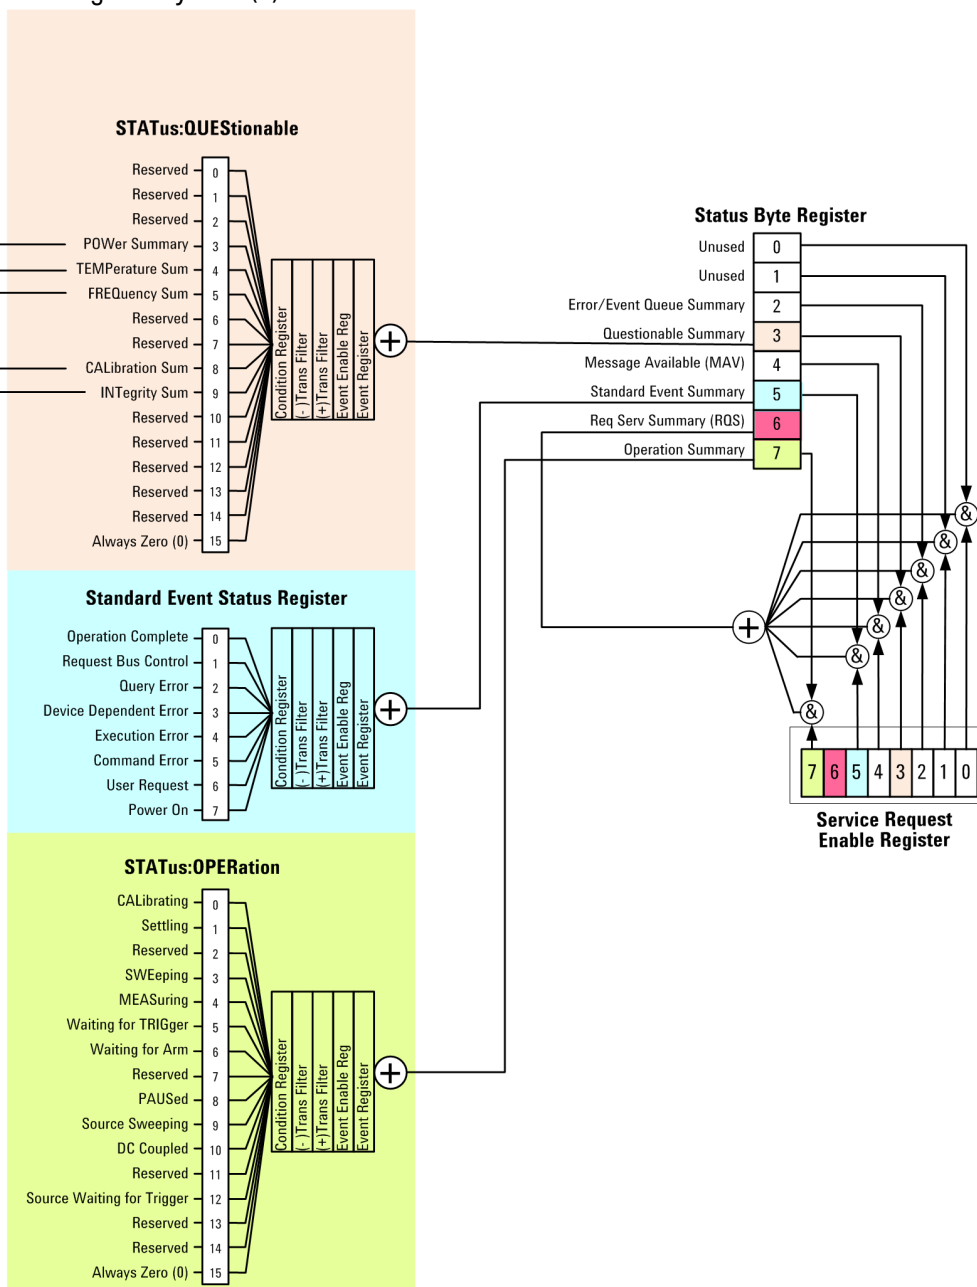 STATus:QUEStionable
Reserved 0
Reserved 1
Reserved 2
POWer Summary 3
TEMPerature Sum 4
FREQuency Sum 5
Reserved 6
Reserved 7
CALibration Sum 8
INTegrity Sum 9
Reserved 10
Reserved 11
Reserved 12
Reserved 13
Reserved 14
Always Zero (0) 15
Condition Register
(-)Trans Filter
(+)Trans Filter
Event Enable Reg
Event Register
+
Standard Event Status Register
Operation Complete 0
Request Bus Control 1
Query Error 2
Device Dependent Error 3
Execution Error 4
Command Error 5
User Request 6
Power On 7
Condition Register
(-)Trans Filter
(+)Trans Filter
Event Enable Reg
Event Register
+
STATus:OPERation
CALibrating 0
Settling 1
Reserved 2
SWEeping 3
MEASuring 4
Waiting for TRIGger 5
Waiting for Arm 6
Reserved 7
PAUSed 8
Source Sweeping 9
DC Coupled 10
Reserved 11
Source Waiting for Trigger 12
Reserved 13
Reserved 14
Always Zero (0) 15
Condition Register
(-)Trans Filter
(+)Trans Filter
Event Enable Reg
Event Register
+
Status Byte Register
Unused 0
Unused 1
Error/Event Queue Summary 2
Questionable Summary 3
Message Available (MAV) 4
Standard Event Summary 5
Req Serv Summary (RQS) 6
Operation Summary 7
&
&
&
&
&
&
&
+
7 6 5 4 3 2 1 0
Service Request
Enable Register